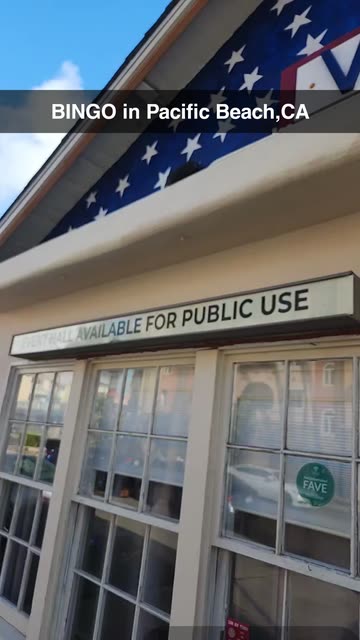 BINGO in Pacific Beach,CA
EVENT HALL AVAILABLE FOR PUBLIC USE
FAVE